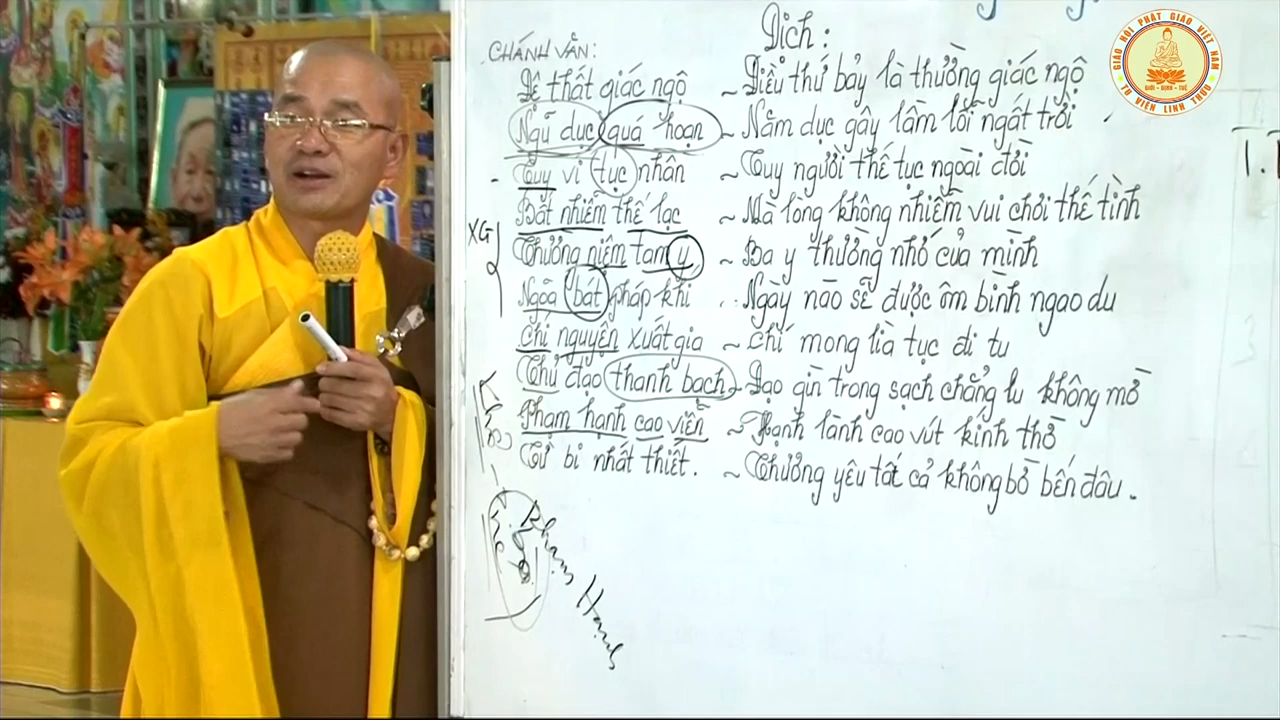 CHÁNH VĂN:
Dịch:
Đệ thất giác ngộ ~ Điều thứ bảy là thường giác ngộ
Ngũ dục quá hoạn ~ Năm dục gây lầm lỗi ngất trời
Tuy vi tục nhân ~ Tuy người thế tục ngoài đời
Bất nhiễm thế lạc ~ Mà lòng không nhiễm vui chơi thế tình
Thường niệm tam y ~ Ba y thường nhớ của mình
Ngõa bát pháp khí ~ Ngày nào sẽ được ôm bình ngao du
Chí nguyện xuất gia ~ Chí mong lìa tục đi tu
Thủ đạo thanh bạch ~ Đạo gìn trong sạch chẳng lu không mờ
Phạm hạnh cao viễn ~ Hạnh lành cao vút kính thờ
Từ bi nhất thiết. ~ Thương yêu tất cả không bờ bến đâu.
XG
Phạm Hạnh
1.
GIÁO HỘI PHẬT GIÁO VIỆT NAM
GIỚI - ĐỊNH - TUỆ
TU VIỆN LINH THỨU